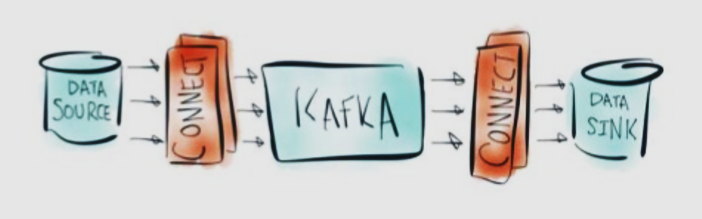 DATA
SOURCE
CONNECT
KAFKA
CONNECT
DATA
SINK